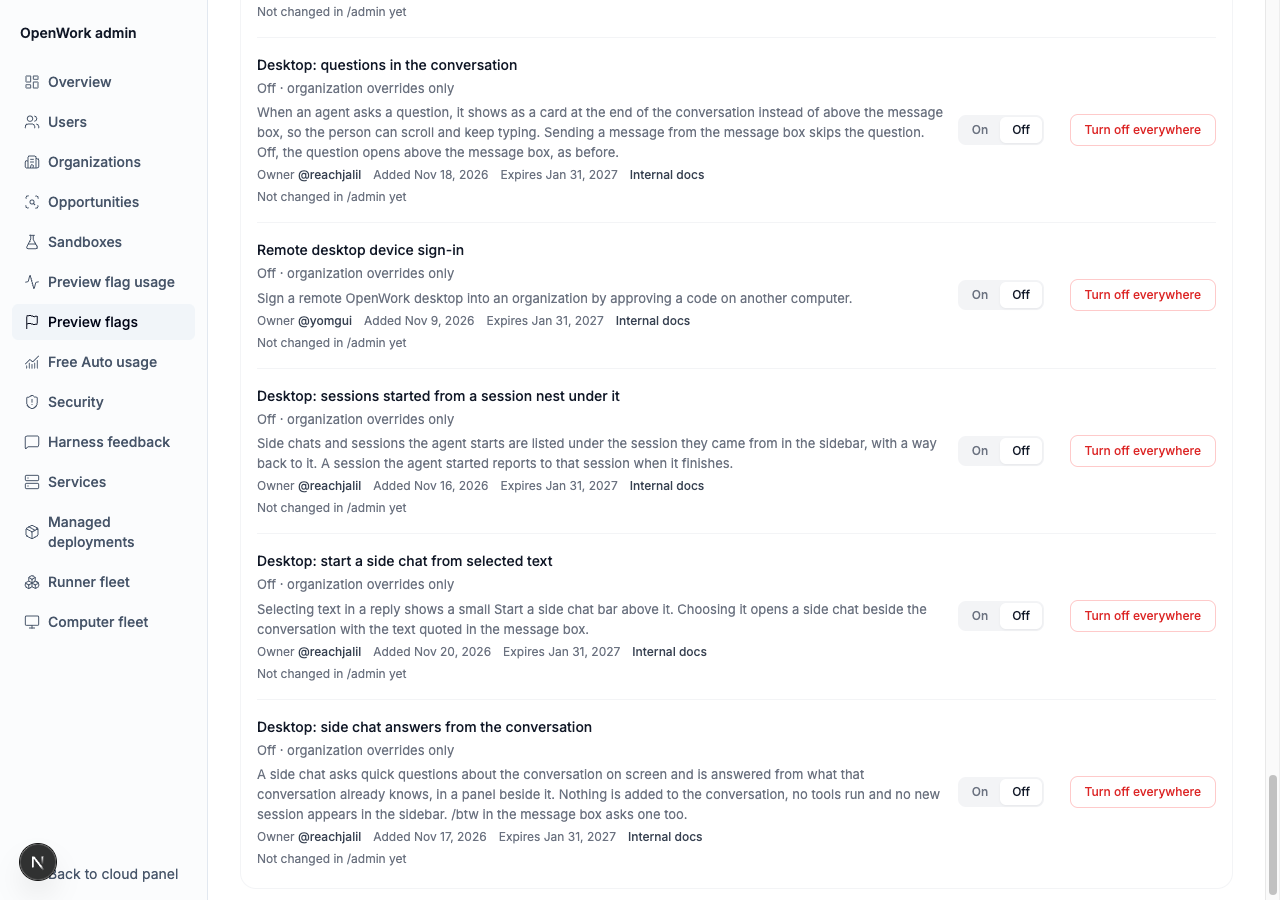 OpenWork admin
Overview
Users
Organizations
Opportunities
Sandboxes
Preview flag usage
Preview flags
Free Auto usage
Security
Harness feedback
Services
Managed
deployments
Runner fleet
Computer fleet
N
Back to cloud panel
Not changed in /admin yet
Desktop: questions in the conversation
Off · organization overrides only
When an agent asks a question, it shows as a card at the end of the conversation instead of above the message
box, so the person can scroll and keep typing. Sending a message from the message box skips the question.
Off, the question opens above the message box, as before.
Owner @reachjalil Added Nov 18, 2026 Expires Jan 31, 2027 Internal docs
Not changed in /admin yet
On Off Turn off everywhere
Remote desktop device sign-in
Off · organization overrides only
Sign a remote OpenWork desktop into an organization by approving a code on another computer.
Owner @yomgui Added Nov 9, 2026 Expires Jan 31, 2027 Internal docs
Not changed in /admin yet
On Off Turn off everywhere
Desktop: sessions started from a session nest under it
Off · organization overrides only
Side chats and sessions the agent starts are listed under the session they came from in the sidebar, with a way
back to it. A session the agent started reports to that session when it finishes.
Owner @reachjalil Added Nov 16, 2026 Expires Jan 31, 2027 Internal docs
Not changed in /admin yet
On Off Turn off everywhere
Desktop: start a side chat from selected text
Off · organization overrides only
Selecting text in a reply shows a small Start a side chat bar above it. Choosing it opens a side chat beside the
conversation with the text quoted in the message box.
Owner @reachjalil Added Nov 20, 2026 Expires Jan 31, 2027 Internal docs
Not changed in /admin yet
On Off Turn off everywhere
Desktop: side chat answers from the conversation
Off · organization overrides only
A side chat asks quick questions about the conversation on screen and is answered from what that
conversation already knows, in a panel beside it. Nothing is added to the conversation, no tools run and no new
session appears in the sidebar. /btw in the message box asks one too.
Owner @reachjalil Added Nov 17, 2026 Expires Jan 31, 2027 Internal docs
Not changed in /admin yet
On Off Turn off everywhere